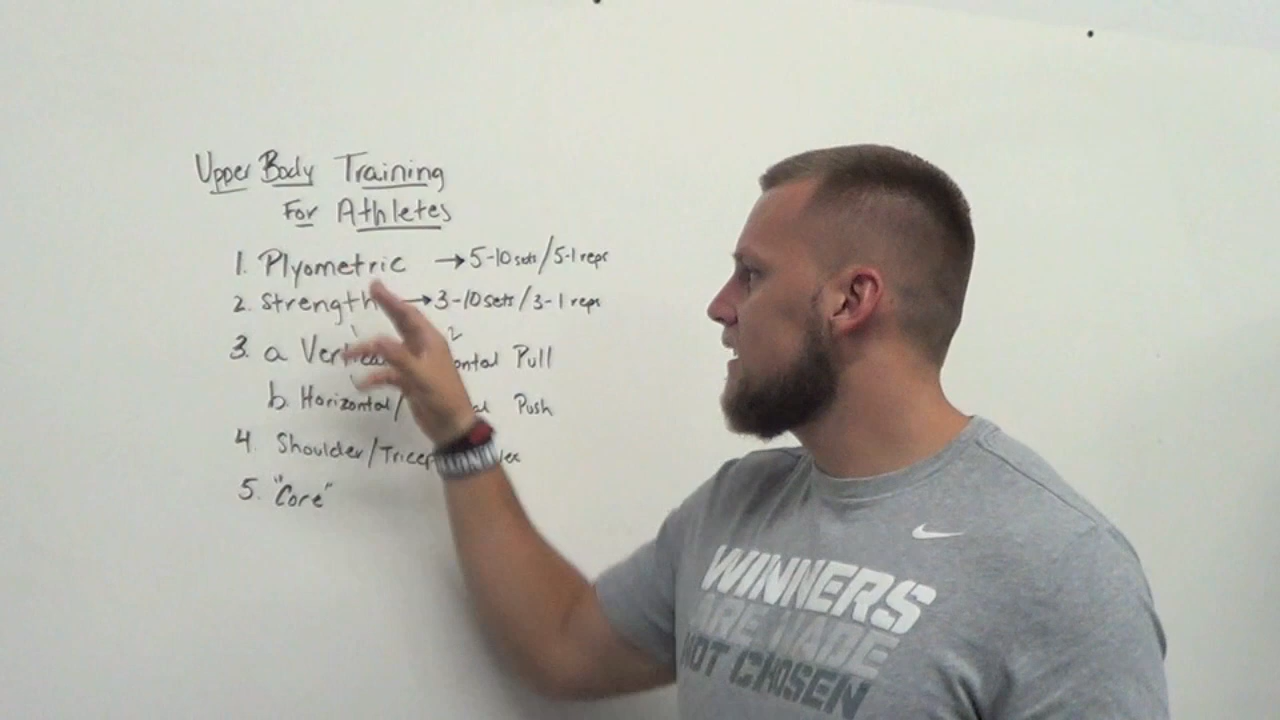 Upper Body Training
For Athletes
1. Plyometric → 5-10 sets/5-1 reps
2. Strength → 3-10 sets/3-1 reps
3. a Vertical Pull
b. Horizontal/ Push
4. Shoulder/Tricep
5. "Core"
WINNERS
ARE MADE
NOT CHOSEN